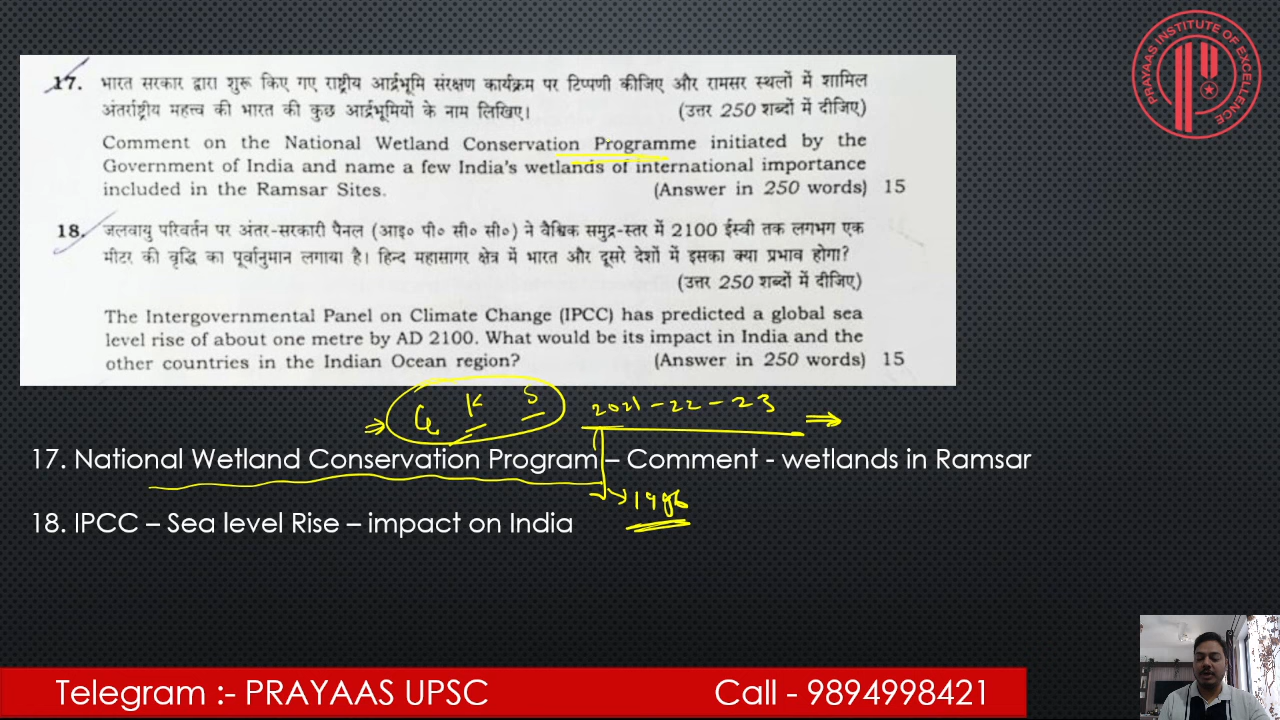 17. भारत सरकार द्वारा शुरू किए गए राष्ट्रीय आर्द्रभूमि संरक्षण कार्यक्रम पर टिप्पणी कीजिए और रामसर स्थलों में शामिल
अंतर्राष्ट्रीय महत्त्व की भारत की कुछ आर्द्रभूमियों के नाम लिखिए। (उत्तर 250 शब्दों में दीजिए)
Comment on the National Wetland Conservation Programme initiated by the
Government of India and name a few India's wetlands of international importance
included in the Ramsar Sites. (Answer in 250 words) 15
18. जलवायु परिवर्तन पर अंतर-सरकारी पैनल (आइ० पी० सी० सी०) ने वैश्विक समुद्र-स्तर में 2100 ईस्वी तक लगभग एक
मीटर की वृद्धि का पूर्वानुमान लगाया है। हिन्द महासागर क्षेत्र में भारत और दूसरे देशों में इसका क्या प्रभाव होगा?
(उत्तर 250 शब्दों में दीजिए)
The Intergovernmental Panel on Climate Change (IPCC) has predicted a global sea
level rise of about one metre by AD 2100. What would be its impact in India and the
other countries in the Indian Ocean region? (Answer in 250 words) 15
K S 2021-22-23
17. National Wetland Conservation Program – Comment - wetlands in Ramsar
1986
18. IPCC – Sea level Rise – impact on India
PRAYAAS INSTITUTE OF EXCELLENCE
Telegram :- PRAYAAS UPSC Call - 9894998421